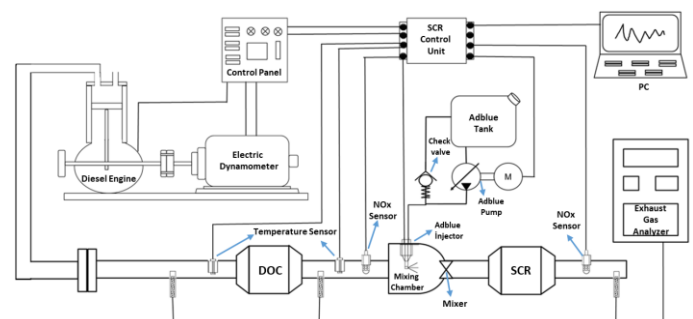 SCR
Control
Unit
Control Panel
PC
Adblue
Tank
Check
valve
Electric
Dynamometer
Diesel Engine
M
Adblue
Pump
NOx
Sensor
Temperature Sensor
Adblue
İnjector
NOx
Sensor
Exhaust
Gas
Analyzer
DOC
Mixing
Chamber
SCR
Mixer